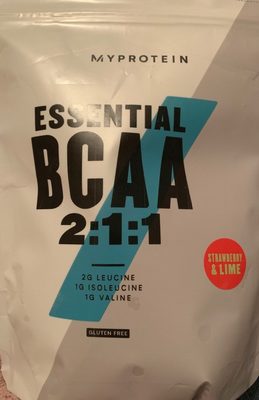 MYPROTEIN
ESSENTIAL
BCAA
2:1:1
2G LEUCINE
1G ISOLEUCINE
1G VALINE
STRAWBERRY
& LIME
GLUTEN FREE